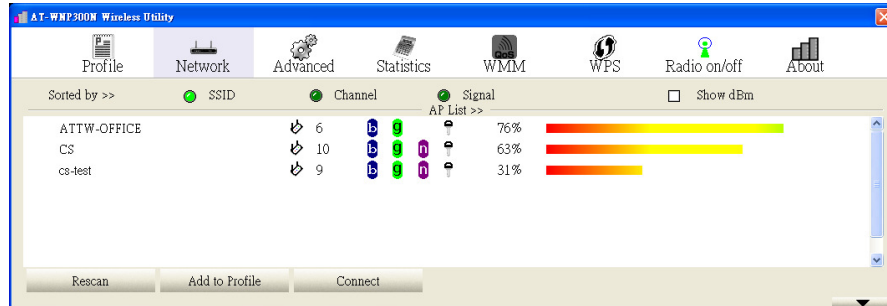 AT-WNP300N Wireless Utility
Profile Network Advanced Statistics QoS WMM WPS Radio on/off About
Sorted by >> SSID Channel Signal Show dBm
AP List >>
ATTW-OFFICE 6 b g 76%
CS 10 b g n 63%
cs-test 9 b g n 31%
Rescan Add to Profile Connect